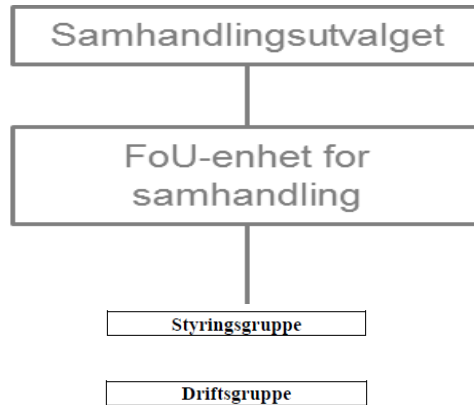 Samhandlingsutvalget
FoU-enhet for
samhandling
Styringsgruppe
Driftsgruppe